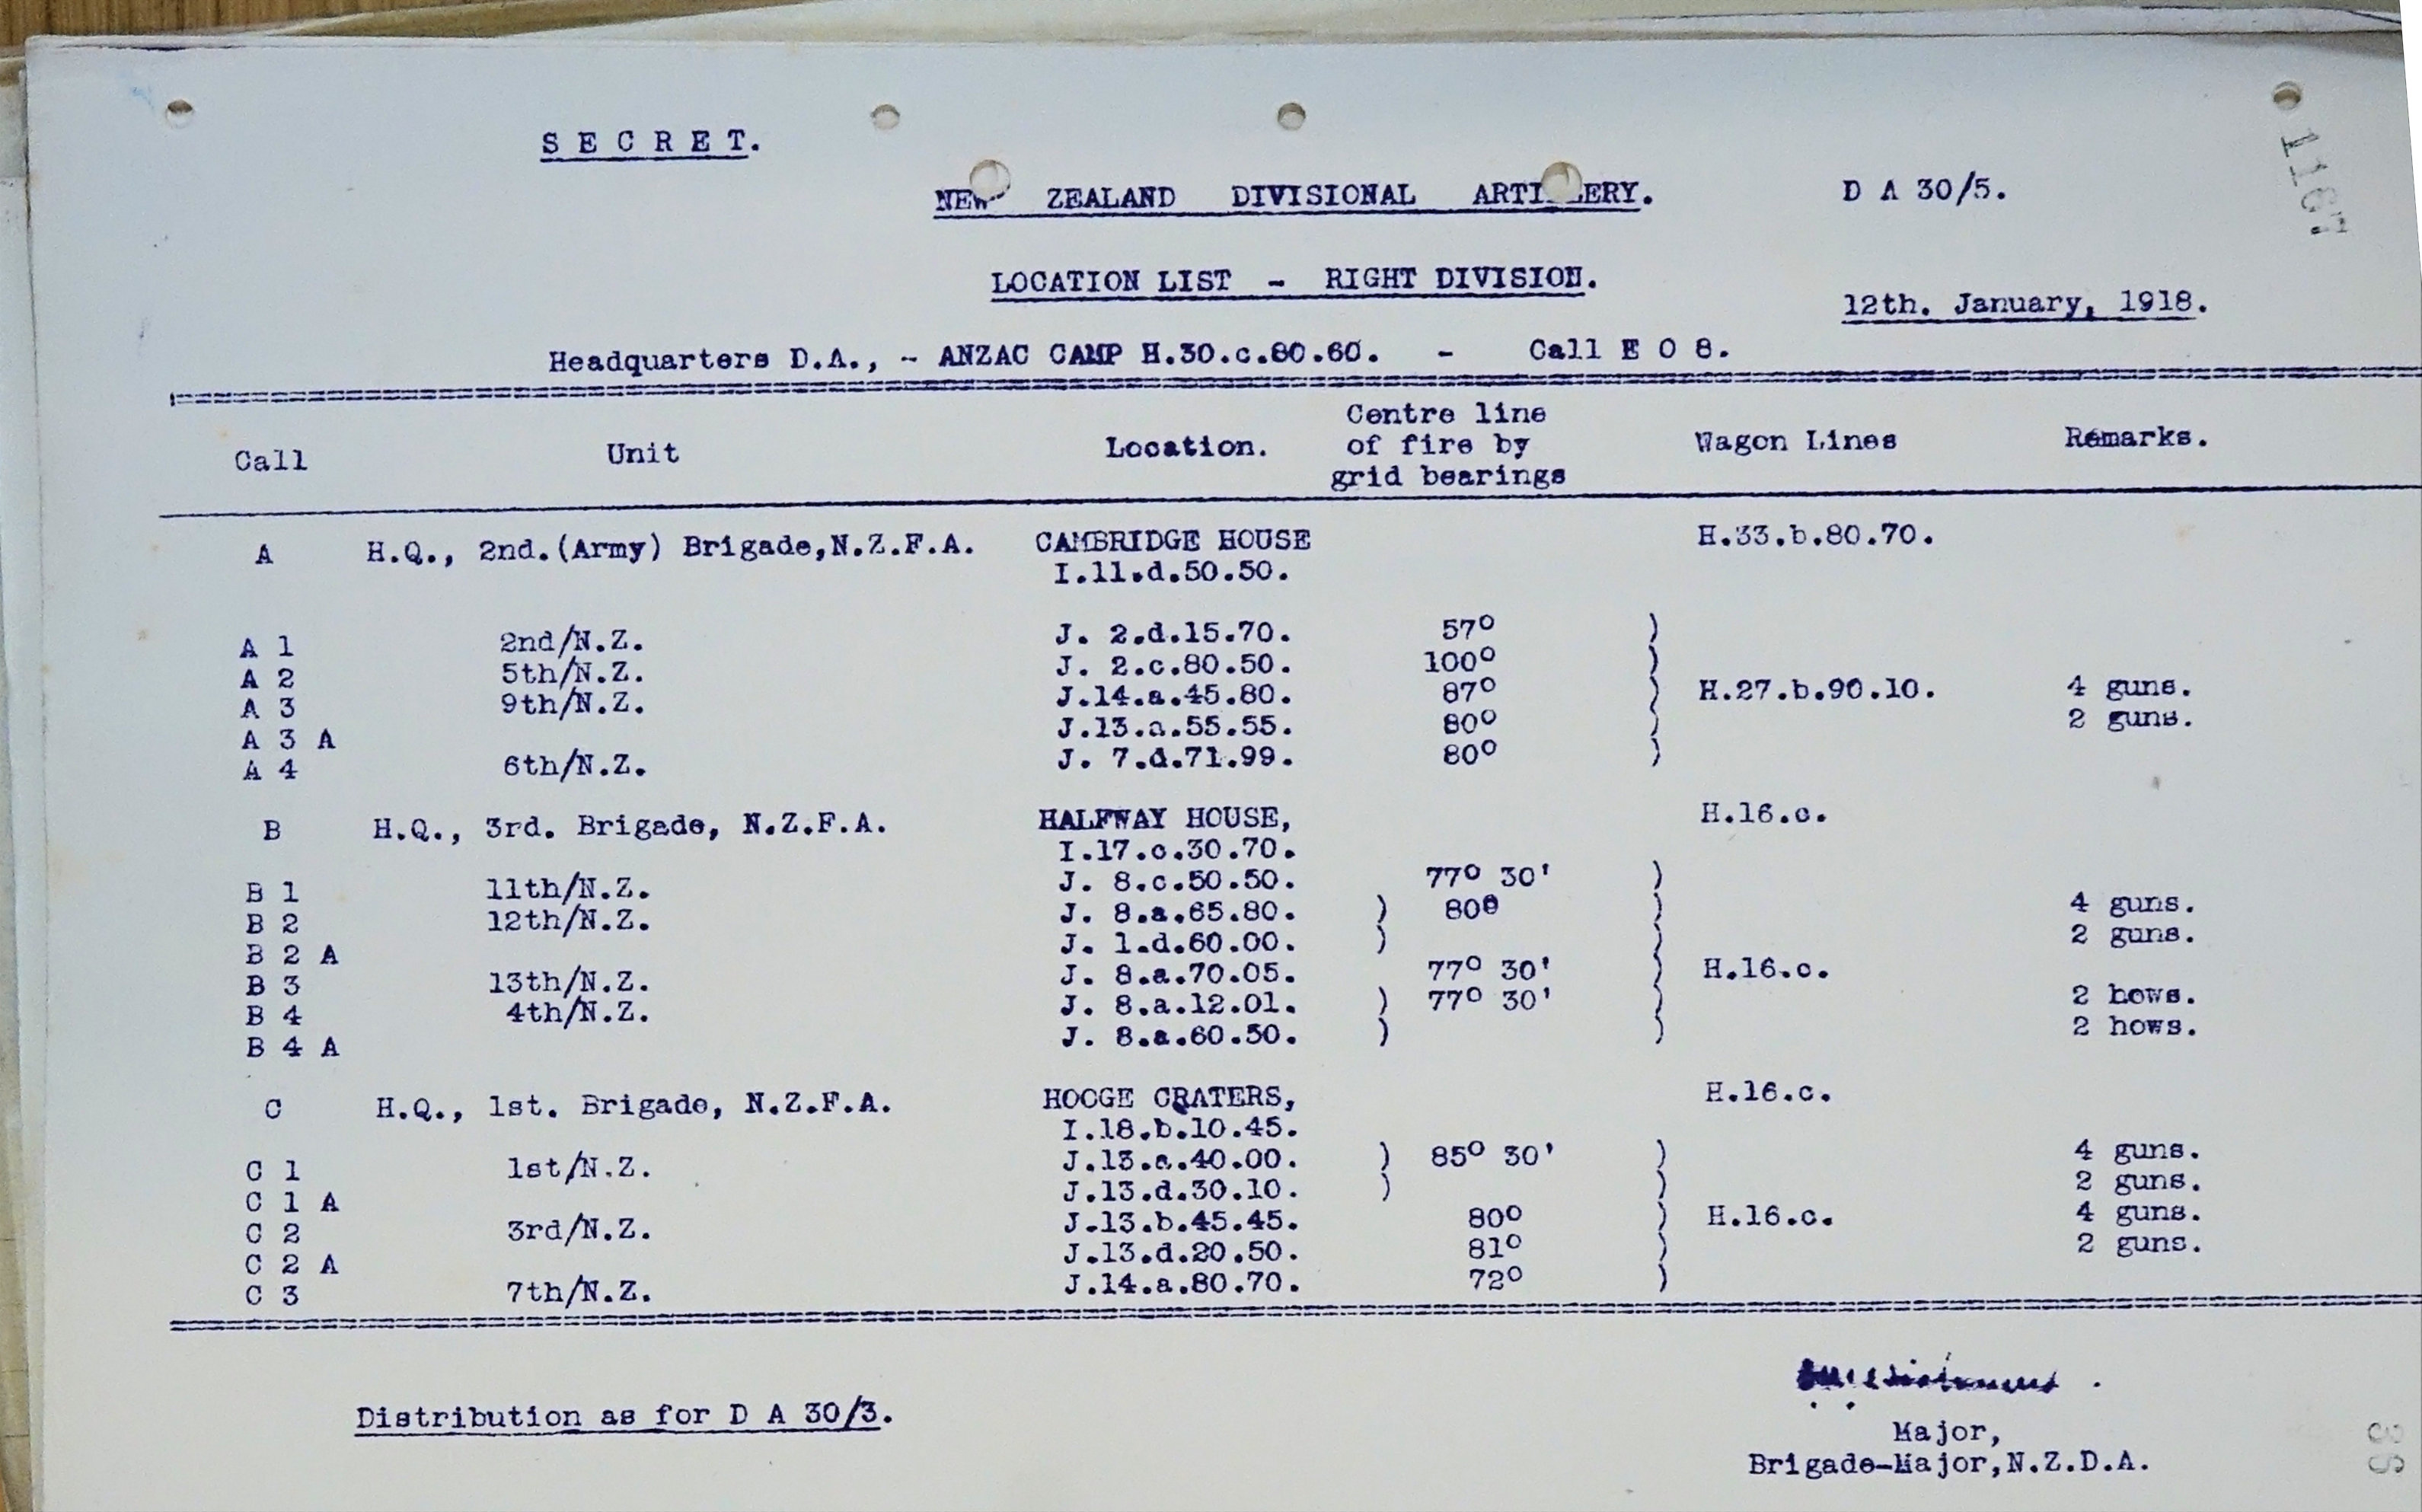 S E C R E T.
1167
NEW ZEALAND DIVISIONAL ARTILLERY. D A 30/5.
LOCATION LIST - RIGHT DIVISION.
12th. January, 1918.
Headquarters D.A., - ANZAC CAMP H.30.c.80.60. - Call E O 8.
Call Unit Location. Centre line of fire by grid bearings Wagon Lines Remarks.
A H.Q., 2nd.(Army) Brigade,N.Z.F.A. CAMBRIDGE HOUSE H.33.b.80.70.
I.11.d.50.50.
A 1 2nd/N.Z. J. 2.d.15.70. 57° )
A 2 5th/N.Z. J. 2.c.80.50. 100° )
A 3 9th/N.Z. J.14.a.45.80. 87° ) H.27.b.90.10. 4 guns.
A 3 A J.13.a.55.55. 80° ) 2 guns.
A 4 6th/N.Z. J. 7.d.71.99. 80° )
B H.Q., 3rd. Brigade, N.Z.F.A. HALFWAY HOUSE, H.16.c.
I.17.c.30.70.
B 1 11th/N.Z. J. 8.c.50.50. 77° 30' )
B 2 12th/N.Z. J. 8.a.65.80. ) 80° ) 4 guns.
B 2 A J. 1.d.60.00. ) ) 2 guns.
B 3 13th/N.Z. J. 8.a.70.05. 77° 30' ) H.16.c.
B 4 4th/N.Z. J. 8.a.12.01. ) 77° 30' ) 2 hows.
B 4 A J. 8.a.60.50. ) ) 2 hows.
C H.Q., 1st. Brigade, N.Z.F.A. HOOGE CRATERS, H.16.c.
I.18.b.10.45.
C 1 1st/N.Z. J.13.a.40.00. ) 85° 30' ) 4 guns.
C 1 A J.13.d.30.10. ) ) 2 guns.
C 2 3rd/N.Z. J.13.b.45.45. 80° ) H.16.c. 4 guns.
C 2 A J.13.d.20.50. 81° ) 2 guns.
C 3 7th/N.Z. J.14.a.80.70. 72° )
Distribution as for D A 30/3.
Major,
Brigade-Major,N.Z.D.A.